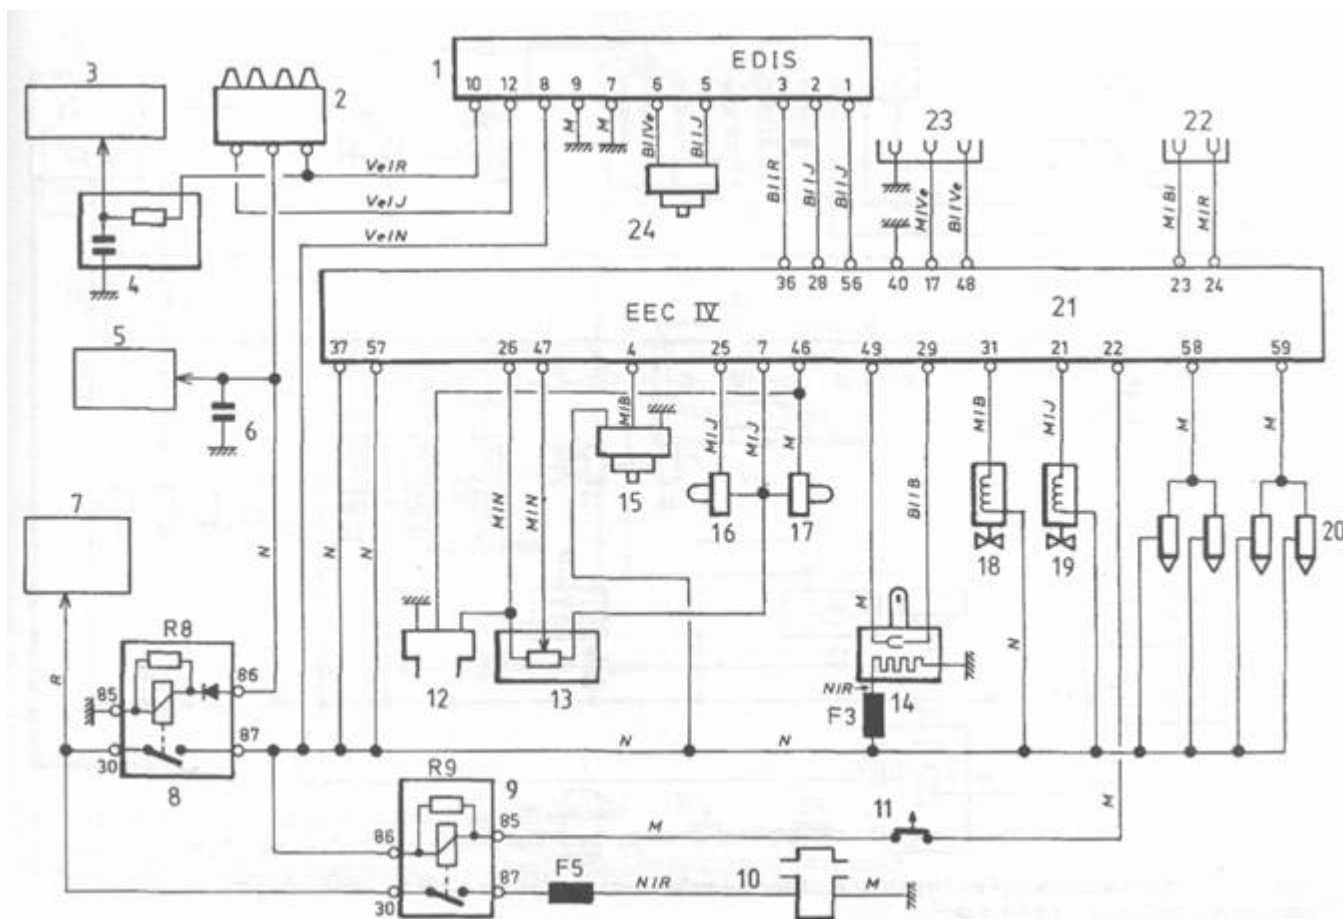 EDIS
1
10 12 8 9 7 6 5 3 2 1
3
2
M
M
Bl\Ve
Bl\J
Bl\R
Bl\J
Bl\J
23
22
Ve\R
Ve\J
Ve\N
4
24
M\Ve
Bl\Ve
M\Bl
M\R
36 28 56 40 17 48 23 24
EEC IV
21
37 57 26 47 4 25 7 46 49 29 31 21 22 58 59
5
6
N
N
N
M\N
M\N
M\B
M\J
M\J
M
M
Bl\B
M\B
M\J
M
M
15
16
17
18
19
20
7
R
R8
85
86
30
87
8
12
13
14
N\R
F3
N
N
N
M
R9
9
86
85
30
87
M
11
F5
N\R
10
M